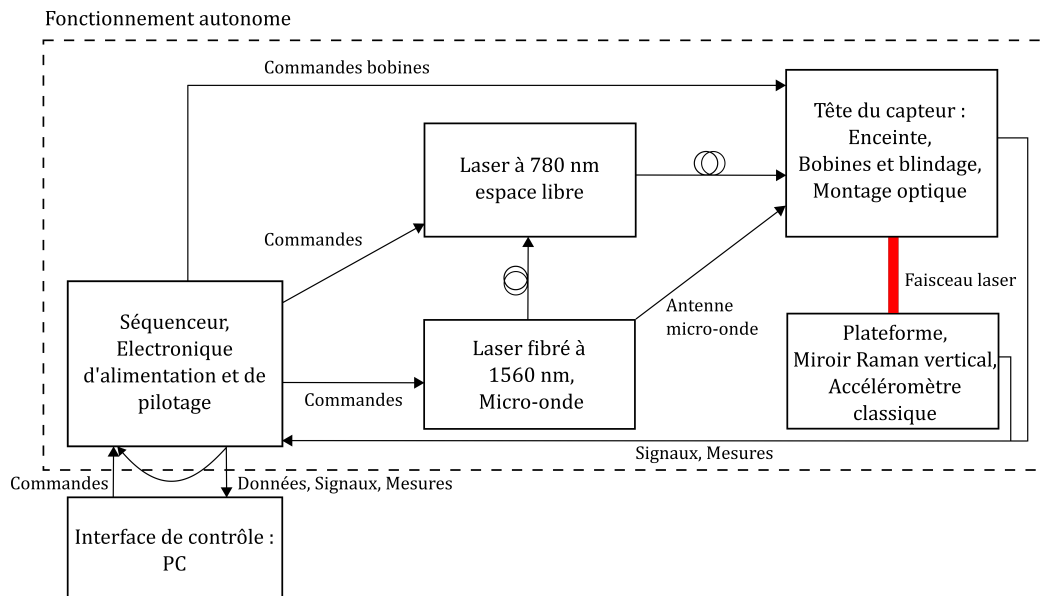 Fonctionnement autonome
Commandes bobines
Tête du capteur :
Enceinte,
Bobines et blindage,
Montage optique
Laser à 780 nm
espace libre
Commandes
Faisceau laser
Antenne
micro-onde
Séquenceur,
Electronique
d'alimentation et de
pilotage
Laser fibré à
1560 nm,
Micro-onde
Commandes
Plateforme,
Miroir Raman vertical,
Accéléromètre
classique
Signaux, Mesures
Commandes
Données, Signaux, Mesures
Interface de contrôle :
PC